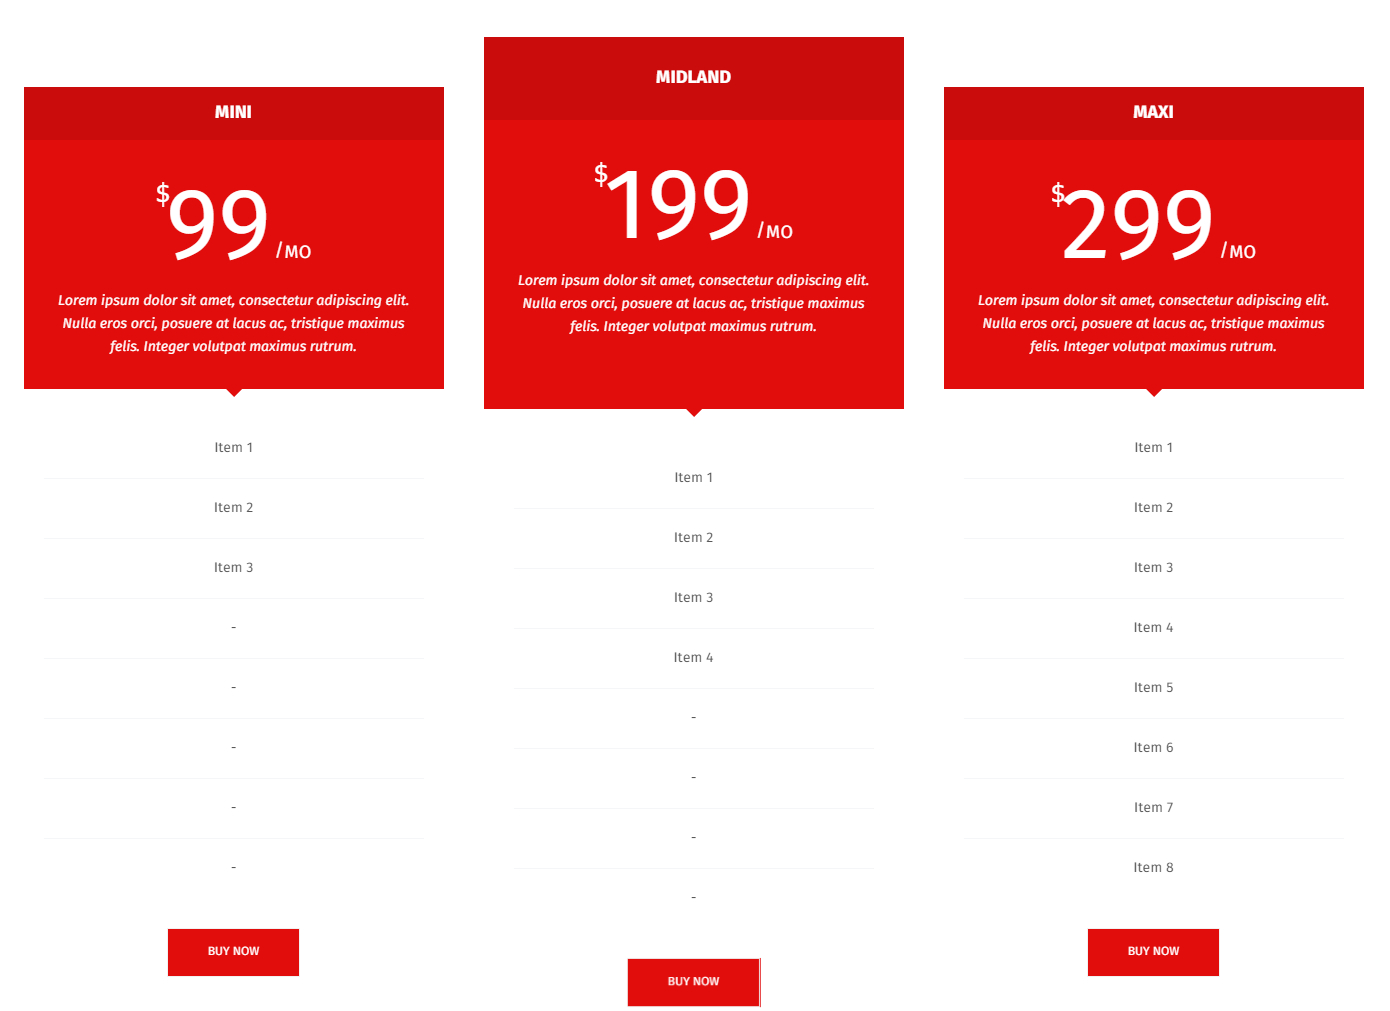 MINI
$99 /MO
Lorem ipsum dolor sit amet, consectetur adipiscing elit.
Nulla eros orci, posuere at lacus ac, tristique maximus
felis. Integer volutpat maximus rutrum.
Item 1
Item 2
Item 3
-
-
-
-
-
BUY NOW
MIDLAND
$199 /MO
Lorem ipsum dolor sit amet, consectetur adipiscing elit.
Nulla eros orci, posuere at lacus ac, tristique maximus
felis. Integer volutpat maximus rutrum.
Item 1
Item 2
Item 3
Item 4
-
-
-
-
BUY NOW
MAXI
$299 /MO
Lorem ipsum dolor sit amet, consectetur adipiscing elit.
Nulla eros orci, posuere at lacus ac, tristique maximus
felis. Integer volutpat maximus rutrum.
Item 1
Item 2
Item 3
Item 4
Item 5
Item 6
Item 7
Item 8
BUY NOW